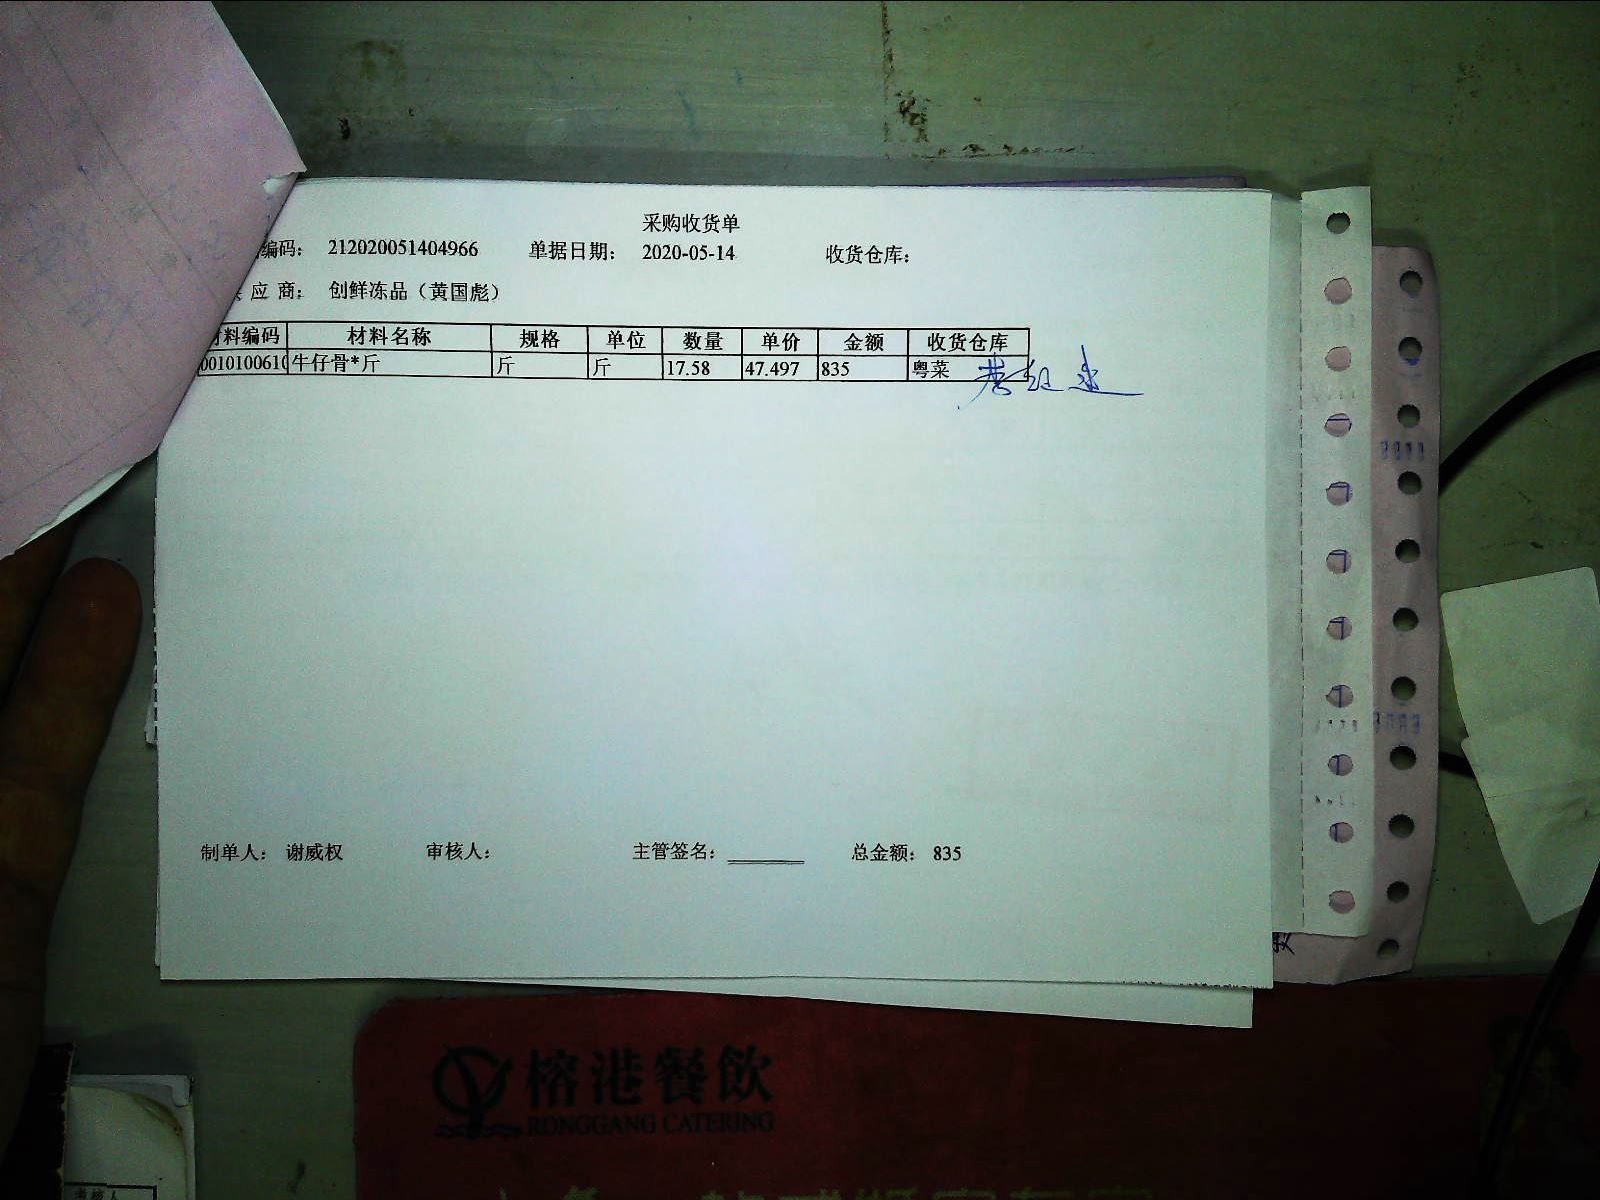 采购收货单
编码： 212020051404966 单据日期： 2020-05-14 收货仓库：
应 商： 创鲜冻品（黄国彪）
料编码 材料名称 规格 单位 数量 单价 金额 收货仓库
001010061 牛仔骨*斤 斤 斤 17.58 47.497 835 粤菜
制单人： 谢威权 审核人： 主管签名： 总金额： 835
榕港餐飲
RONGGANG CATERING